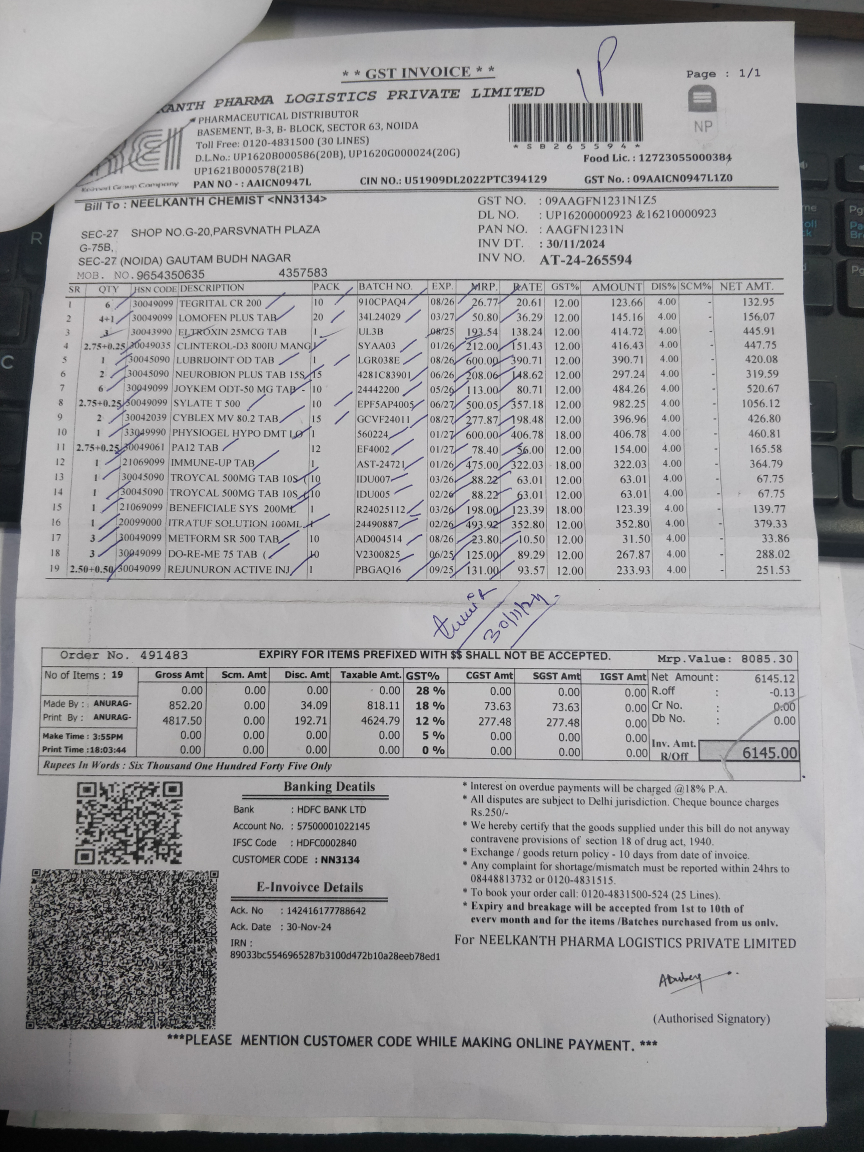 * * GST INVOICE * *
Page : 1/1
KANTH PHARMA LOGISTICS PRIVATE LIMITED
PHARMACEUTICAL DISTRIBUTOR
BASEMENT, B-3, B- BLOCK, SECTOR 63, NOIDA
Toll Free: 0120-4831500 (30 LINES)
D.L.No.: UP1620B000586(20B), UP1620G000024(20G)
UP1621B000578(21B)
PAN NO - : AAICN0947L
CIN NO.: U51909DL2022PTC394129
*SB265594*
NP
Food Lic. : 12723055000384
GST No. : 09AAICN0947L1Z0
Bill To : NEELKANTH CHEMIST <NN3134>
SEC-27 SHOP NO.G-20,PARSVNATH PLAZA
G-75B,
SEC-27 (NOIDA) GAUTAM BUDH NAGAR
MOB. NO.9654350635 4357583
GST NO. : 09AAGFN1231N1Z5
DL NO. : UP16200000923 &16210000923
PAN NO. : AAGFN1231N
INV DT. : 30/11/2024
INV NO. AT-24-265594
SR QTY HSN CODE DESCRIPTION PACK BATCH NO. EXP. MRP. RATE GST% AMOUNT DIS% SCM% NET AMT.
1 6 30049099 TEGRITAL CR 200 10 910CPAQ4 08/26 26.77 20.61 12.00 123.66 4.00 - 132.95
2 4+1 30049099 LOMOFEN PLUS TAB 20 34L24029 03/27 50.80 36.29 12.00 145.16 4.00 - 156.07
3 3 30043990 ELTROXIN 25MCG TAB 1 UL3B 08/25 193.54 138.24 12.00 414.72 4.00 - 445.91
4 2.75+0.25 30049035 CLINTEROL-D3 800IU MANG 1 SYAA03 01/26 212.00 151.43 12.00 416.43 4.00 - 447.75
5 1 30045090 LUBRIJOINT OD TAB 1 LGR038E 08/26 600.00 390.71 12.00 390.71 4.00 - 420.08
6 2 30045090 NEUROBION PLUS TAB 15S 15 4281C83901 06/26 208.06 148.62 12.00 297.24 4.00 - 319.59
7 6 30049099 JOYKEM ODT-50 MG TAB - 10 24442200 05/26 113.00 80.71 12.00 484.26 4.00 - 520.67
8 2.75+0.25 30049099 SYLATE T 500 10 EPF5AP4005 06/27 500.05 357.18 12.00 982.25 4.00 - 1056.12
9 2 30042039 CYBLEX MV 80.2 TAB 15 GCVF24011 08/27 277.87 198.48 12.00 396.96 4.00 - 426.80
10 1 33049990 PHYSIOGEL HYPO DMT LO 1 560224 01/27 600.00 406.78 18.00 406.78 4.00 - 460.81
11 2.75+0.25 30049061 PA12 TAB 12 EF4002 01/27 78.40 56.00 12.00 154.00 4.00 - 165.58
12 1 21069099 IMMUNE-UP TAB 1 AST-24721 01/26 475.00 322.03 18.00 322.03 4.00 - 364.79
13 1 30045090 TROYCAL 500MG TAB 10S ( 10 IDU007 03/26 88.22 63.01 12.00 63.01 4.00 - 67.75
14 1 30045090 TROYCAL 500MG TAB 10S ( 10 IDU005 02/26 88.22 63.01 12.00 63.01 4.00 - 67.75
15 1 21069099 BENEFICIALE SYS 200ML 1 R24025112 03/26 198.00 123.39 18.00 123.39 4.00 - 139.77
16 1 20099000 ITRATUF SOLUTION 100ML 1 24490887 07/26 493.92 352.80 12.00 352.80 4.00 - 379.33
17 3 30049099 METFORM SR 500 TAB 10 AD004514 08/26 23.80 10.50 12.00 31.50 4.00 - 33.86
18 3 30049099 DO-RE-ME 75 TAB ( 10 V2300825 06/25 125.00 89.29 12.00 267.87 4.00 - 288.02
19 2.50+0.50 30049099 REJUNURON ACTIVE INJ 1 PBGAQ16 09/25 131.00 93.57 12.00 233.93 4.00 - 251.53
30/11/24
Order No. 491483 EXPIRY FOR ITEMS PREFIXED WITH $$ SHALL NOT BE ACCEPTED. Mrp.Value: 8085.30
No of Items : 19 Gross Amt Scm. Amt Disc. Amt Taxable Amt. GST% CGST Amt SGST Amt IGST Amt Net Amount: 6145.12
0.00 0.00 0.00 0.00 28 % 0.00 0.00 0.00 R.off : -0.13
Made By : ANURAG- 852.20 0.00 34.09 818.11 18 % 73.63 73.63 0.00 Cr No. : 0.00
Print By : ANURAG- 4817.50 0.00 192.71 4624.79 12 % 277.48 277.48 0.00 Db No. : 0.00
Make Time : 3:55PM 0.00 0.00 0.00 0.00 5 % 0.00 0.00 0.00
Print Time :18:03:44 0.00 0.00 0.00 0.00 0 % 0.00 0.00 0.00 Inv. Amt. R/Off 6145.00
Rupees In Words : Six Thousand One Hundred Forty Five Only
Banking Deatils
Bank : HDFC BANK LTD
Account No. : 57500001022145
IFSC Code : HDFC0002840
CUSTOMER CODE : NN3134
E-Invoivce Details
Ack. No : 142416177788642
Ack. Date : 30-Nov-24
IRN :
89033bc5546965287b3100d472b10a28eeb78ed1
* Interest on overdue payments will be charged @18% P.A.
* All disputes are subject to Delhi jurisdiction. Cheque bounce charges
Rs.250/-
* We hereby certify that the goods supplied under this bill do not anyway
contravene provisions of section 18 of drug act, 1940.
* Exchange / goods return policy - 10 days from date of invoice.
* Any complaint for shortage/mismatch must be reported within 24hrs to
08448813732 or 0120-4831515.
* To book your order call: 0120-4831500-524 (25 Lines).
* Expiry and breakage will be accepted from 1st to 10th of
every month and for the items /Batches purchased from us only.
For NEELKANTH PHARMA LOGISTICS PRIVATE LIMITED
(Authorised Signatory)
***PLEASE MENTION CUSTOMER CODE WHILE MAKING ONLINE PAYMENT. ***